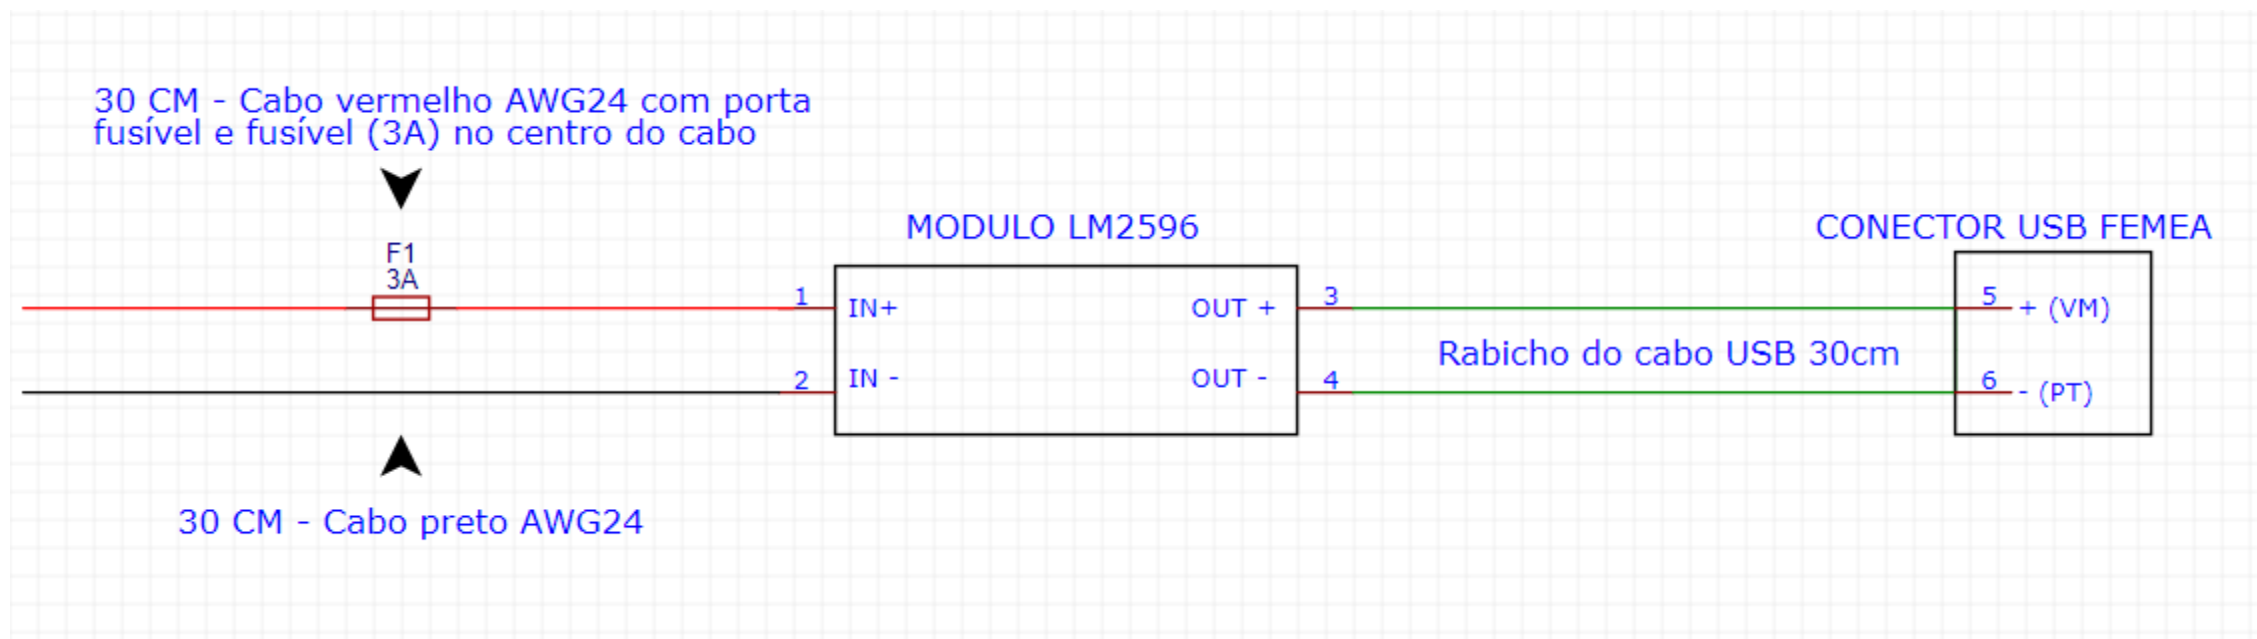 30 CM - Cabo vermelho AWG24 com porta
fusível e fusível (3A) no centro do cabo
F1
3A
MODULO LM2596
1
IN+
2
IN -
OUT +
3
OUT -
4
Rabicho do cabo USB 30cm
CONECTOR USB FEMEA
5
+ (VM)
6
- (PT)
30 CM - Cabo preto AWG24